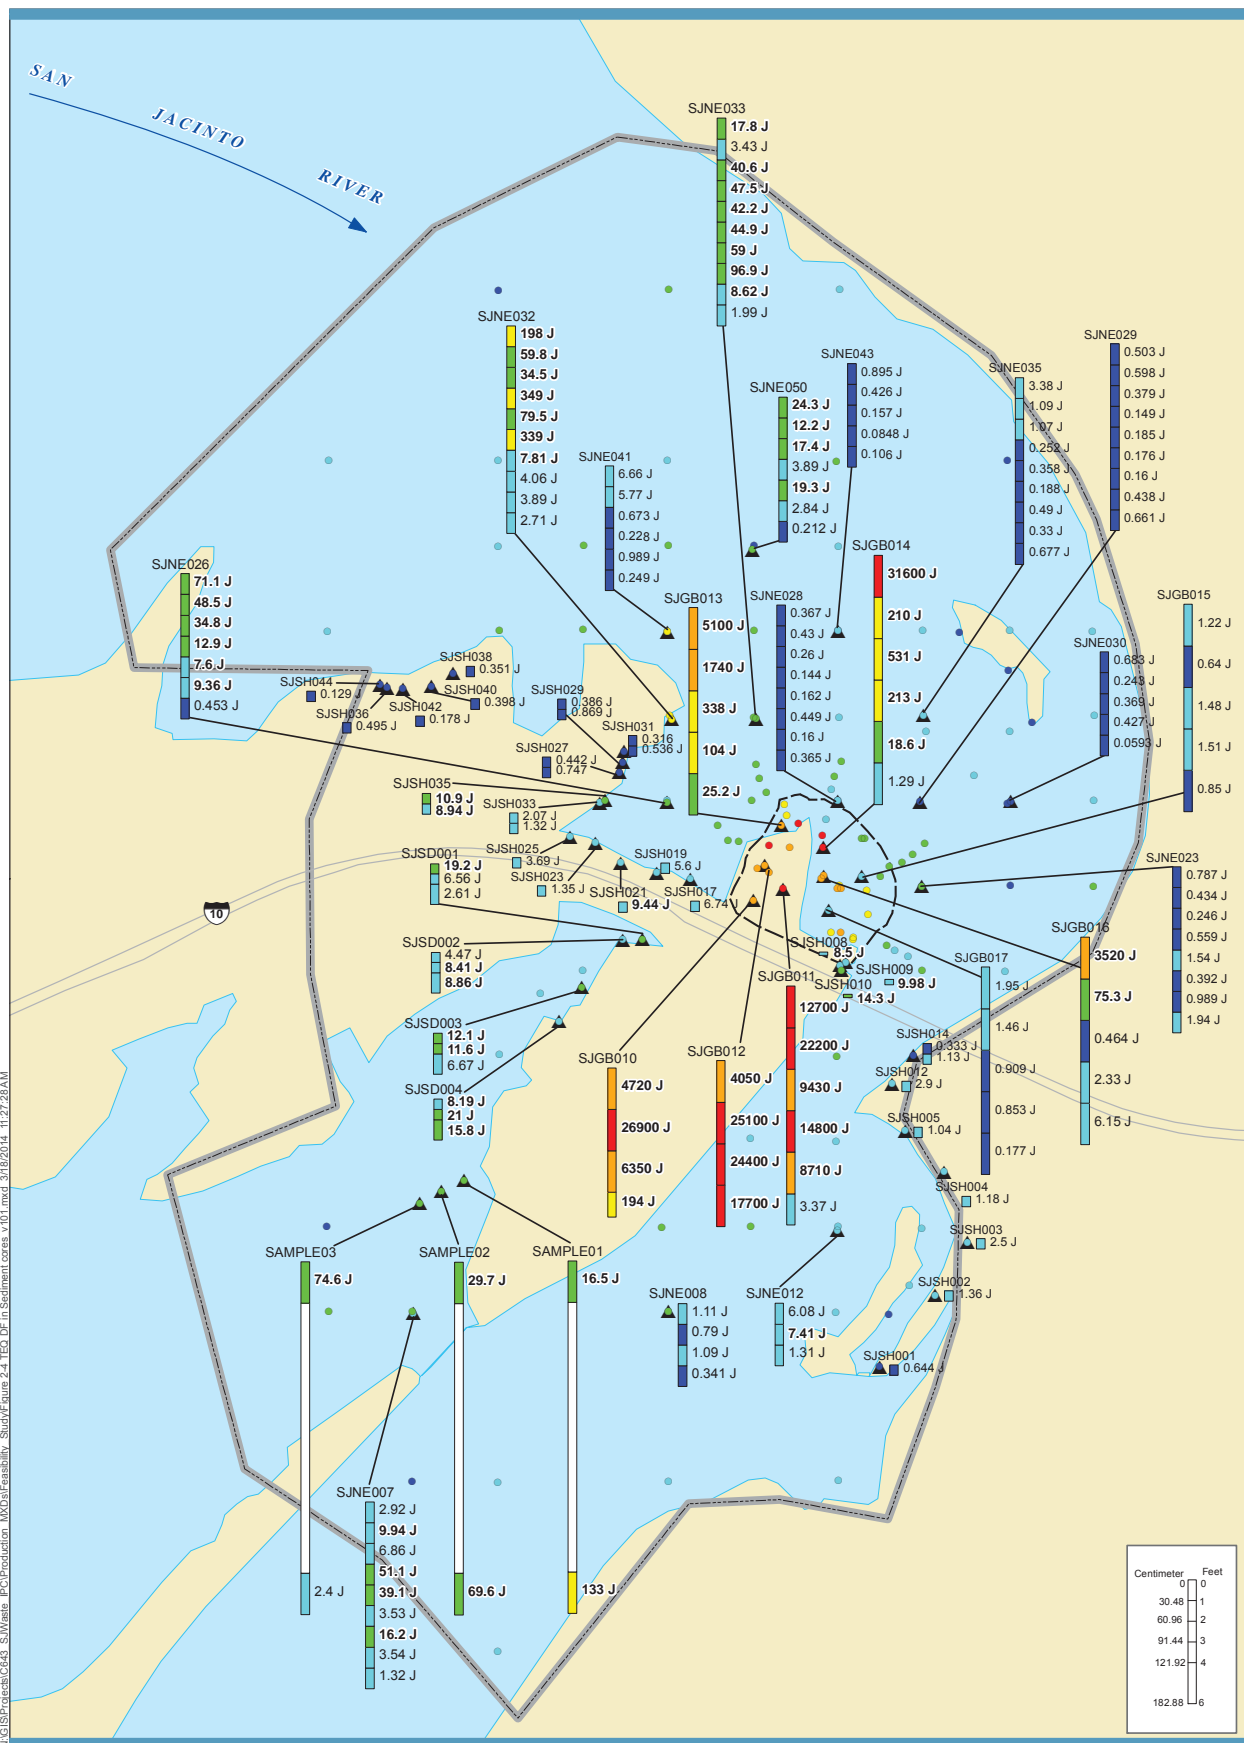 SAN
JACINTO
RIVER
SJNE033
17.8 J
3.43 J
40.6 J
47.5 J
42.2 J
44.9 J
59 J
96.9 J
8.62 J
1.99 J
SJNE032
198 J
59.8 J
34.5 J
349 J
79.5 J
339 J
7.81 J
4.06 J
3.89 J
2.71 J
SJNE043
0.895 J
0.426 J
0.157 J
0.0848 J
0.106 J
SJNE029
0.503 J
0.598 J
0.379 J
0.149 J
0.185 J
0.176 J
0.16 J
0.438 J
0.661 J
SJNE035
3.38 J
1.09 J
1.07 J
0.252 J
0.358 J
0.188 J
0.49 J
0.33 J
0.677 J
SJNE050
24.3 J
12.2 J
17.4 J
3.89 J
19.3 J
2.84 J
0.212 J
SJNE041
6.66 J
5.77 J
0.673 J
0.228 J
0.989 J
0.249 J
SJGB014
31600 J
210 J
531 J
213 J
18.6 J
1.29 J
SJNE026
71.1 J
48.5 J
34.8 J
12.9 J
7.6 J
9.36 J
0.453 J
SJGB013
5100 J
1740 J
338 J
104 J
25.2 J
SJNE028
0.367 J
0.43 J
0.26 J
0.144 J
0.162 J
0.449 J
0.16 J
0.365 J
SJGB015
1.22 J
0.64 J
1.48 J
1.51 J
0.85 J
SJNE030
0.683 J
0.243 J
0.369 J
0.427 J
0.0593 J
SJSH038
0.351 J
SJSH044
0.129 J
SJSH036
0.495 J
SJSH042
0.178 J
SJSH040
0.398 J
SJSH029
0.386 J
0.869 J
SJSH031
0.316
0.536 J
SJSH027
0.442 J
0.747
SJSH035
10.9 J
8.94 J
SJSH033
2.07 J
1.32 J
SJSH025
3.69 J
SJSH023
1.35 J
SJSH021
9.44 J
SJSH019
5.6 J
SJSH017
6.74 J
SJSD001
19.2 J
6.56 J
2.61 J
10
SJNE023
0.787 J
0.434 J
0.246 J
0.559 J
1.54 J
0.392 J
0.989 J
1.94 J
SJSD002
4.47 J
8.41 J
8.86 J
SJSH008
8.5 J
SJSH009
9.98 J
SJSH010
14.3 J
SJGB016
3520 J
75.3 J
0.464 J
2.33 J
6.15 J
SJGB017
1.95 J
1.46 J
0.909 J
0.853 J
0.177 J
SJGB011
12700 J
22200 J
9430 J
14800 J
8710 J
3.37 J
SJSD003
12.1 J
11.6 J
6.67 J
SJSD004
8.19 J
21 J
15.8 J
SJGB010
4720 J
26900 J
6350 J
194 J
SJGB012
4050 J
25100 J
24400 J
17700 J
SJSH014
0.333 J
1.13 J
SJSH012
2.9 J
SJSH005
1.04 J
SJSH004
1.18 J
SJSH003
2.5 J
SJSH002
1.36 J
SJSH001
0.644 J
SAMPLE03
74.6 J
2.4 J
SAMPLE02
29.7 J
69.6 J
SAMPLE01
16.5 J
133 J
SJNE008
1.11 J
0.79 J
1.09 J
0.341 J
SJNE012
6.08 J
7.41 J
1.31 J
SJNE007
2.92 J
9.94 J
6.86 J
51.1 J
39.1 J
3.53 J
16.2 J
3.54 J
1.32 J
Centimeter Feet
0 0
30.48 1
60.96 2
91.44 3
121.92 4
182.88 6
N:\GIS\Projects\C643_SJWaste_IPC\Production_MXDs\Feasibility_Study\Figure 2-4 TEQ_DF in Sediment cores_v101.mxd 3/18/2014 11:27:28 AM